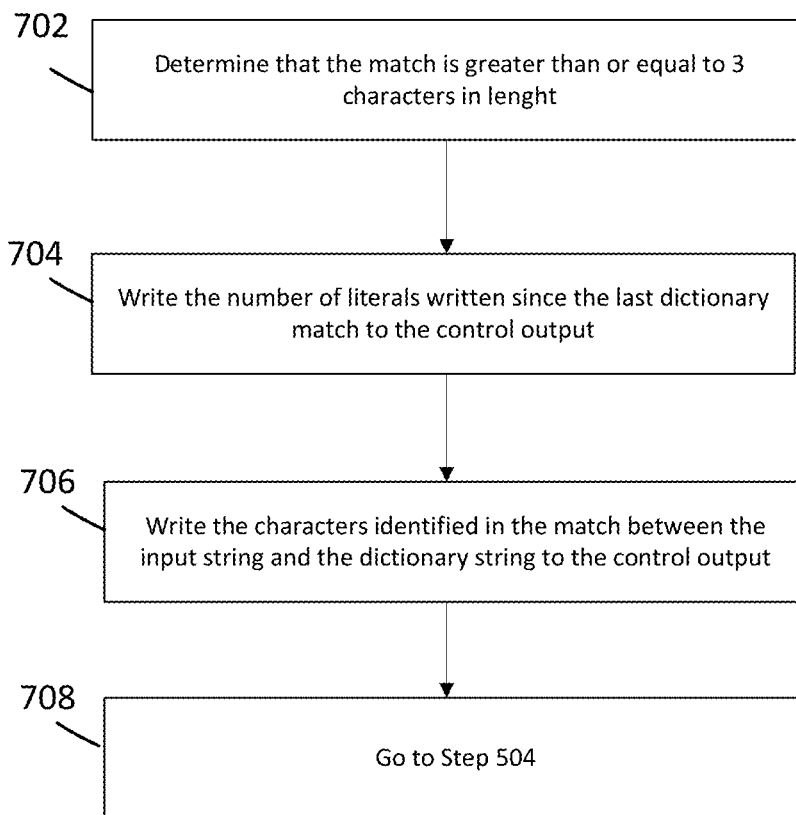 702
Determine that the match is greater than or equal to 3
characters in lenght
704
Write the number of literals written since the last dictionary
match to the control output
706
Write the characters identified in the match between the
input string and the dictionary string to the control output
708
Go to Step 504